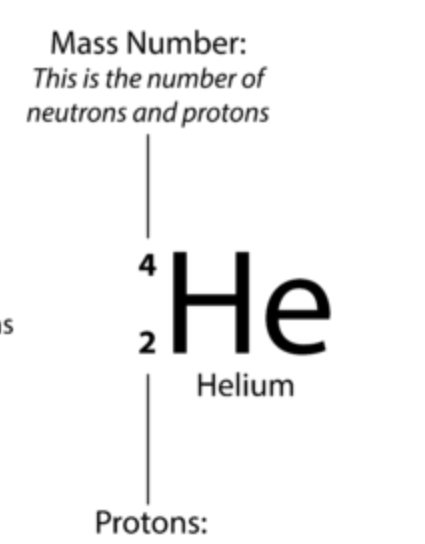 Mass Number:
This is the number of
neutrons and protons
4
He
2
Helium
Protons: